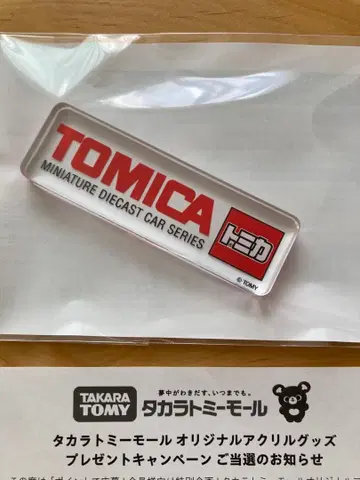 TOMICA
MINIATURE DIECAST CAR SERIES
トミカ
© TOMY
夢中がわきだす、いつまでも。
TAKARA TOMY タカラトミーモール
タカラトミーモール オリジナルアクリルグッズ
プレゼントキャンペーン ご当選のお知らせ